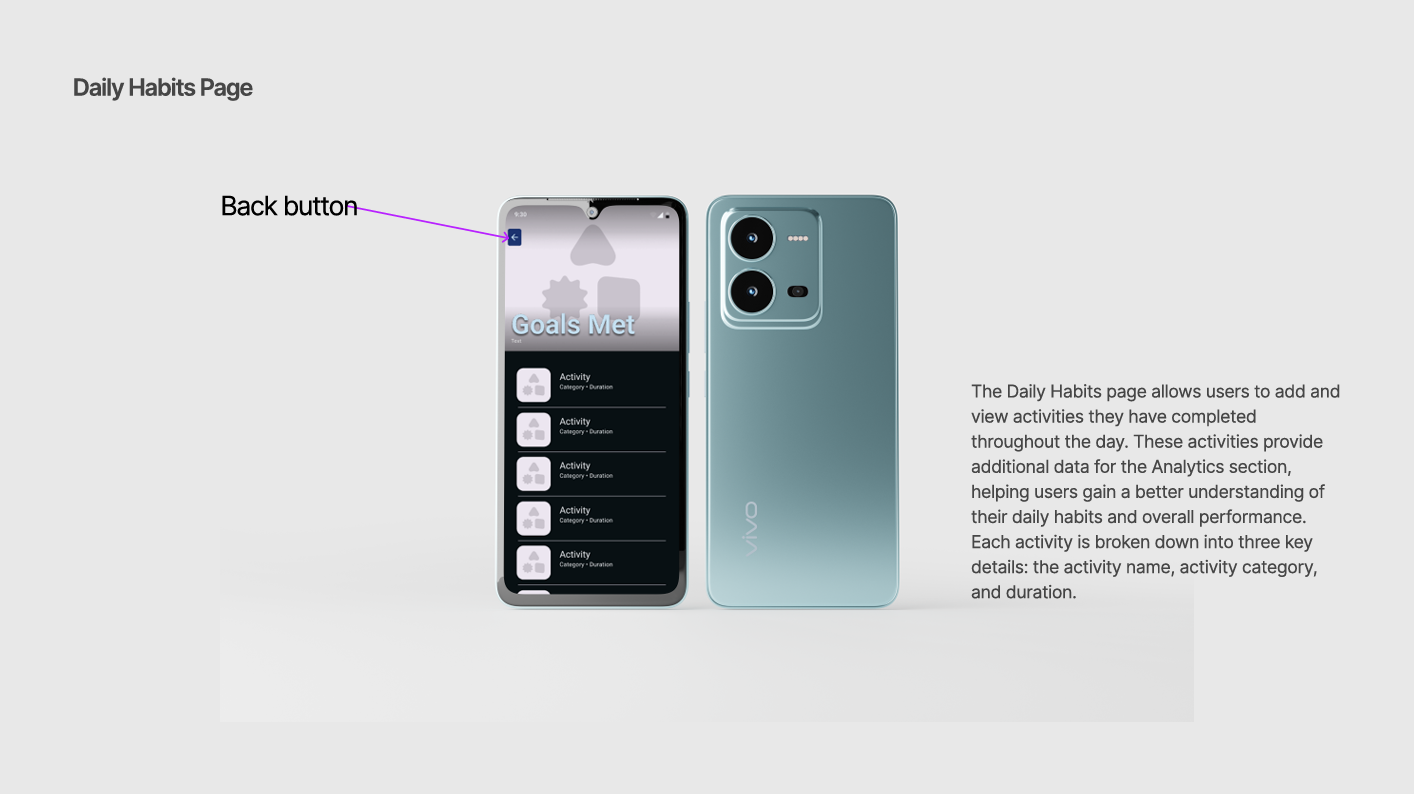 Daily Habits Page
Back button
9:30
Goals Met
Text
Activity
Category • Duration
Activity
Category • Duration
Activity
Category • Duration
Activity
Category • Duration
Activity
Category • Duration
vivo
The Daily Habits page allows users to add and
view activities they have completed
throughout the day. These activities provide
additional data for the Analytics section,
helping users gain a better understanding of
their daily habits and overall performance.
Each activity is broken down into three key
details: the activity name, activity category,
and duration.